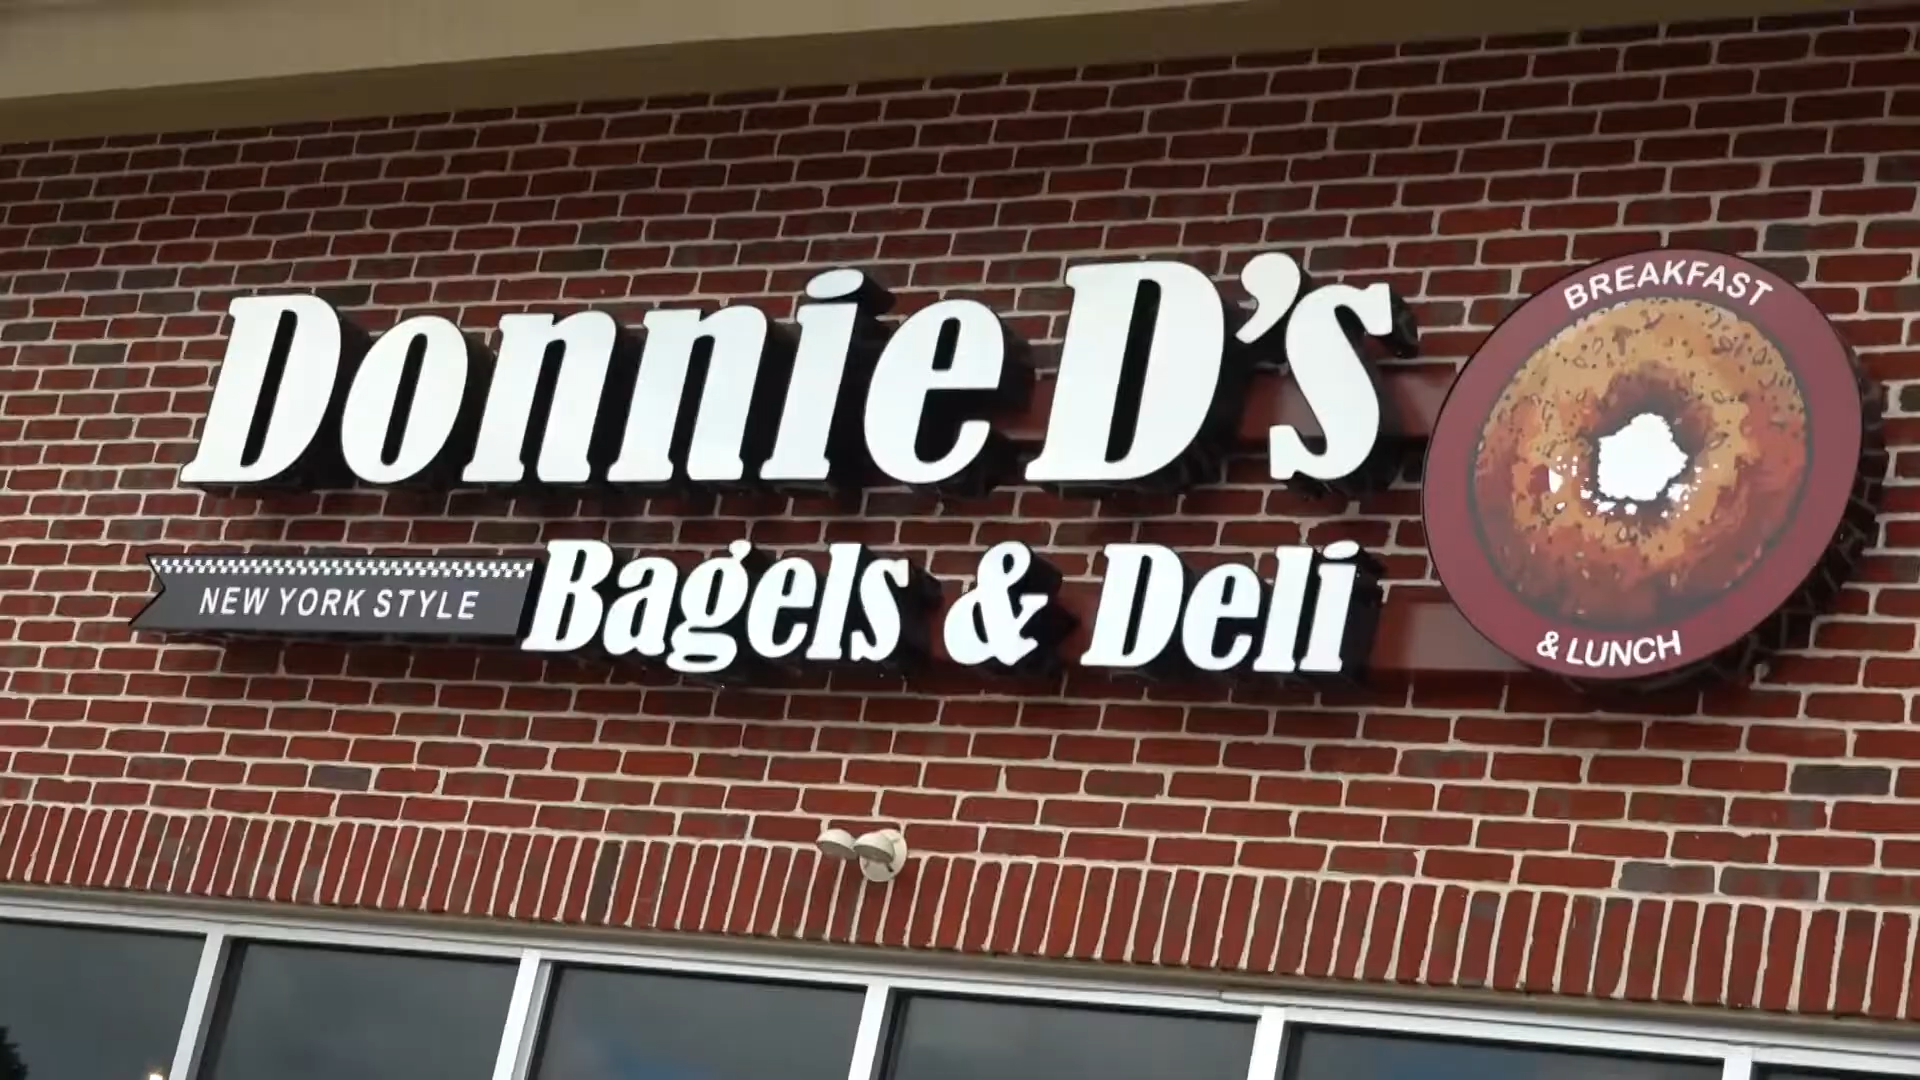 Donnie D's
NEW YORK STYLE
Bagels & Deli
BREAKFAST
& LUNCH